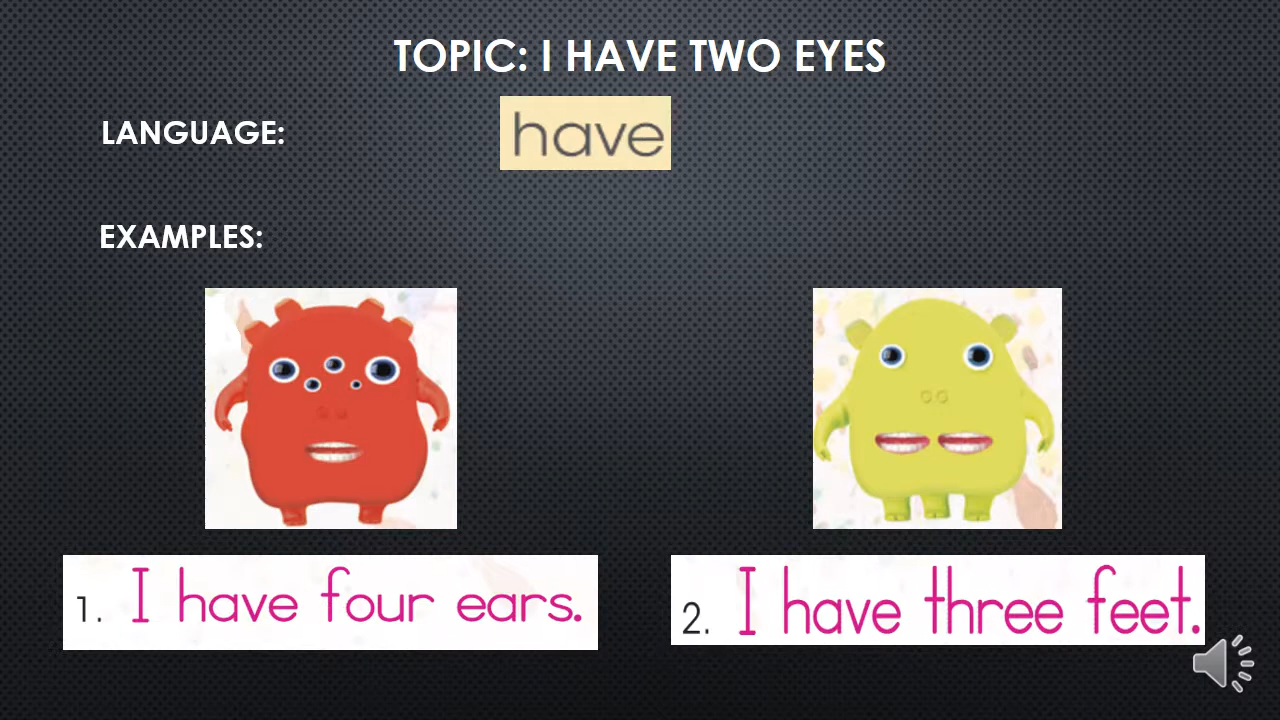 TOPIC: I HAVE TWO EYES
LANGUAGE:
have
EXAMPLES:
1. I have four ears.
2. I have three feet.